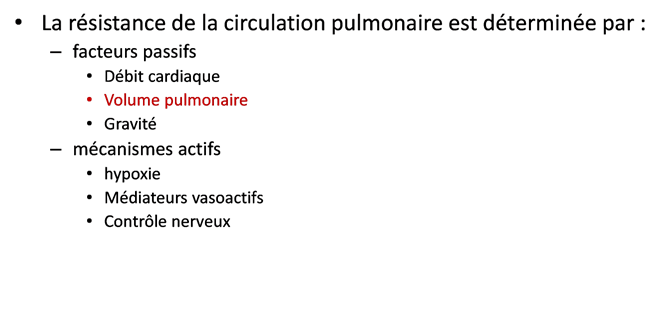 • La résistance de la circulation pulmonaire est déterminée par :
– facteurs passifs
• Débit cardiaque
• Volume pulmonaire
• Gravité
– mécanismes actifs
• hypoxie
• Médiateurs vasoactifs
• Contrôle nerveux